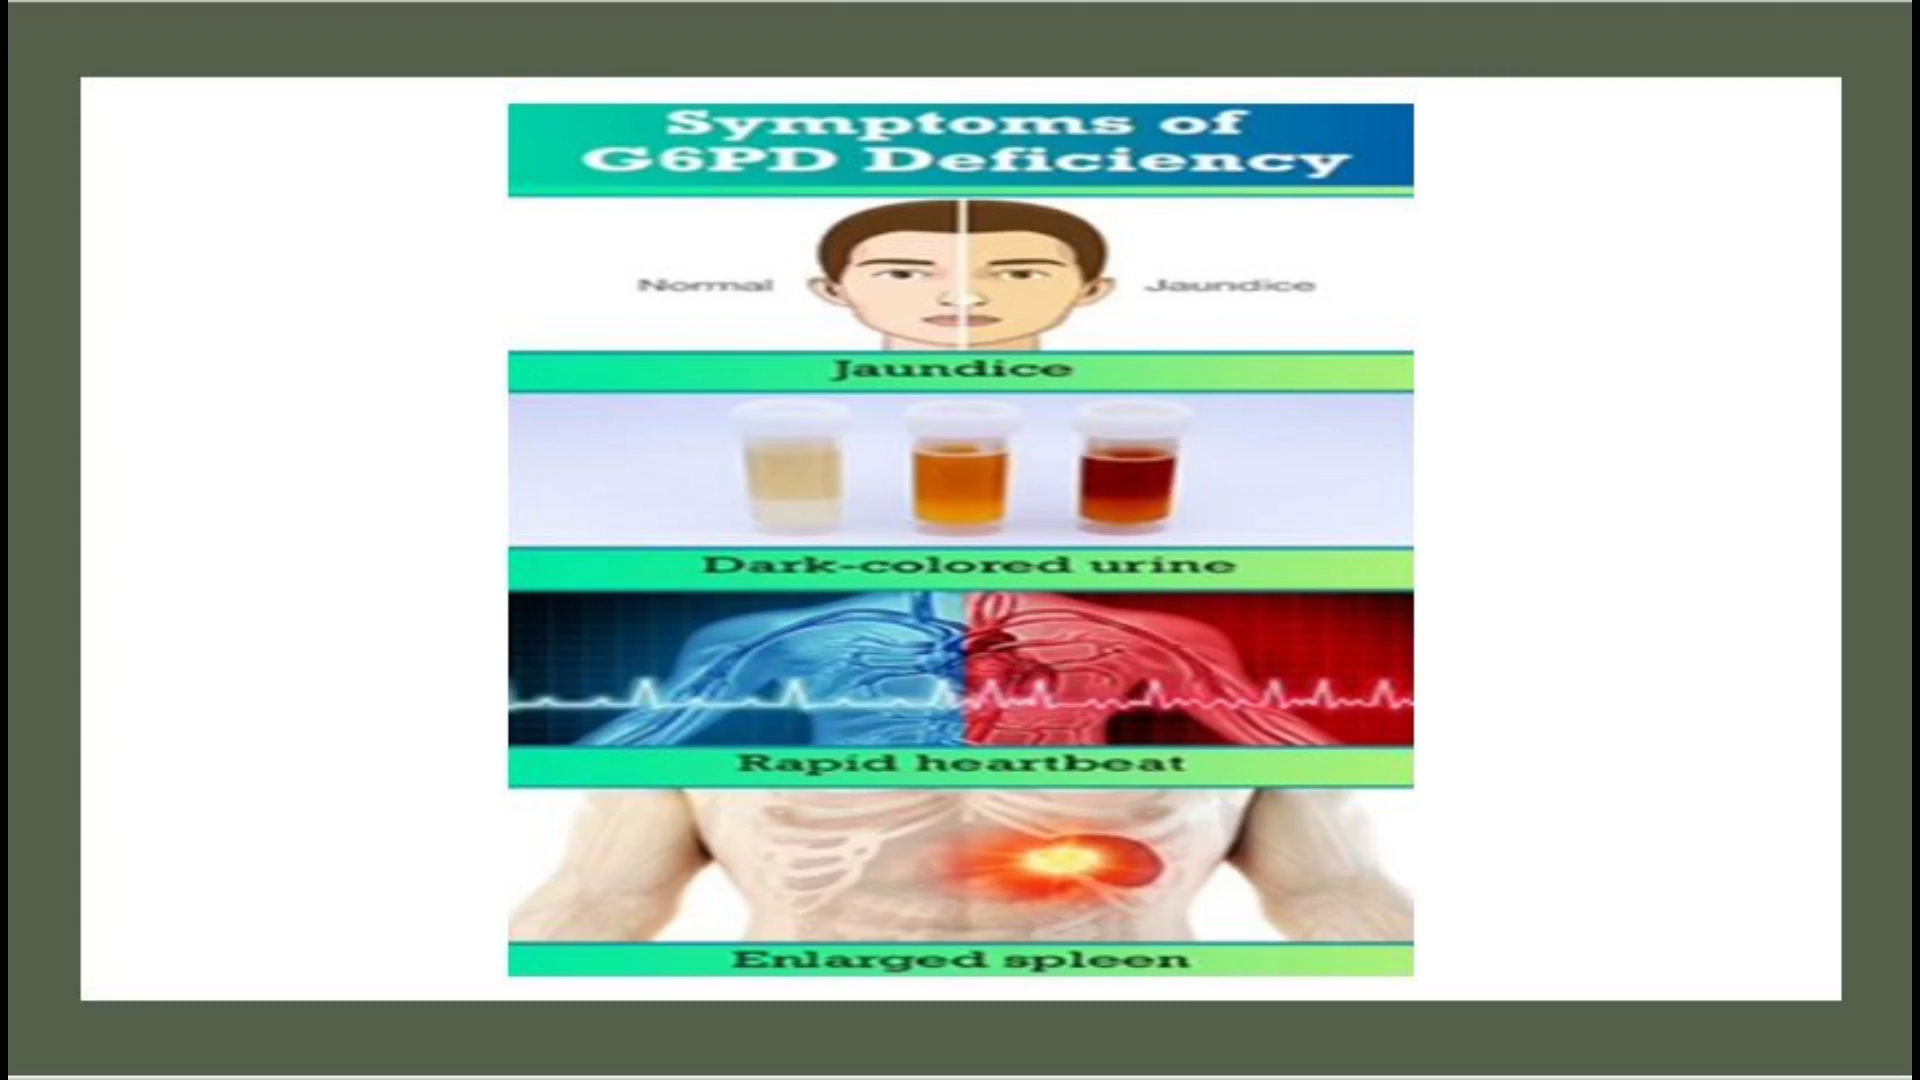 Symptoms of
G6PD Deficiency
Normal
Jaundice
Jaundice
Dark-colored urine
Rapid heartbeat
Enlarged spleen